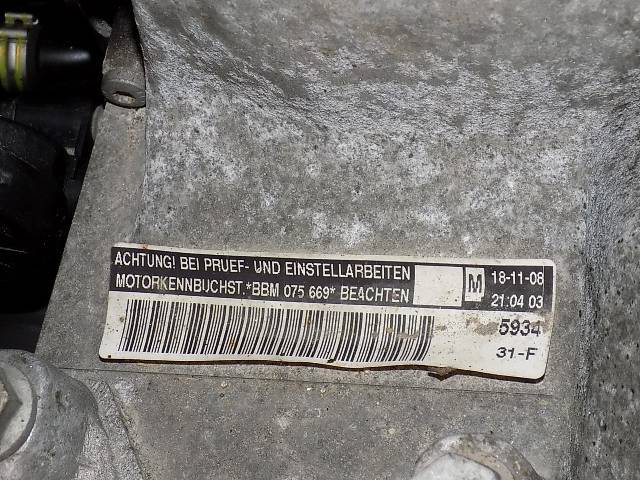 ACHTUNG! BEI PRUEF- UND EINSTELLARBEITEN
MOTORKENNBUCHST.*BBM 075 669* BEACHTEN
M
18-11-08
21.04 03
5934
31-F